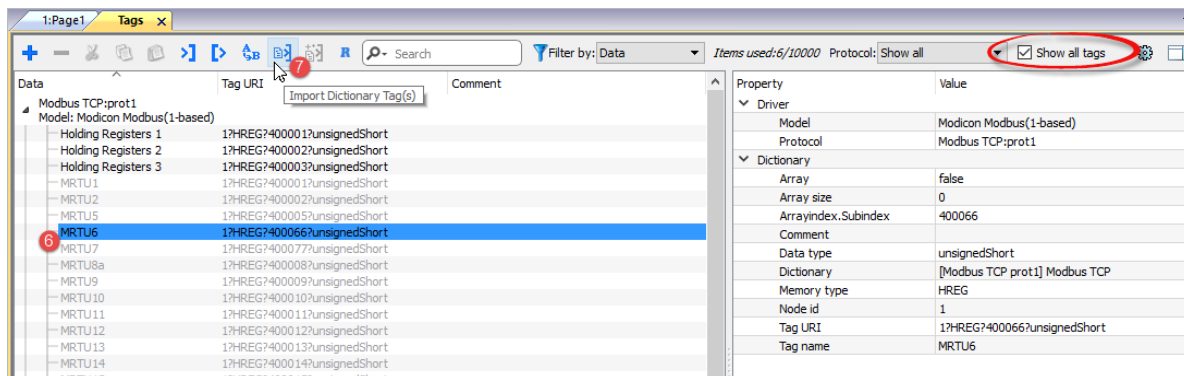 1:Page1 Tags x
Search Filter by: Data Items used:6/10000 Protocol: Show all Show all tags
7
Import Dictionary Tag(s)
Data Tag URI Comment
Modbus TCP:prot1
Model: Modicon Modbus(1-based)
Holding Registers 1 1?HREG?400001?unsignedShort
Holding Registers 2 1?HREG?400002?unsignedShort
Holding Registers 3 1?HREG?400003?unsignedShort
MRTU1 1?HREG?400001?unsignedShort
MRTU2 1?HREG?400002?unsignedShort
MRTU5 1?HREG?400005?unsignedShort
6 MRTU6 1?HREG?400066?unsignedShort
MRTU7 1?HREG?400077?unsignedShort
MRTU8a 1?HREG?400008?unsignedShort
MRTU9 1?HREG?400009?unsignedShort
MRTU10 1?HREG?400010?unsignedShort
MRTU11 1?HREG?400011?unsignedShort
MRTU12 1?HREG?400012?unsignedShort
MRTU13 1?HREG?400013?unsignedShort
MRTU14 1?HREG?400014?unsignedShort
Property Value
Driver
Model Modicon Modbus(1-based)
Protocol Modbus TCP:prot1
Dictionary
Array false
Array size 0
Arrayindex.Subindex 400066
Comment
Data type unsignedShort
Dictionary [Modbus TCP prot1] Modbus TCP
Memory type HREG
Node id 1
Tag URI 1?HREG?400066?unsignedShort
Tag name MRTU6